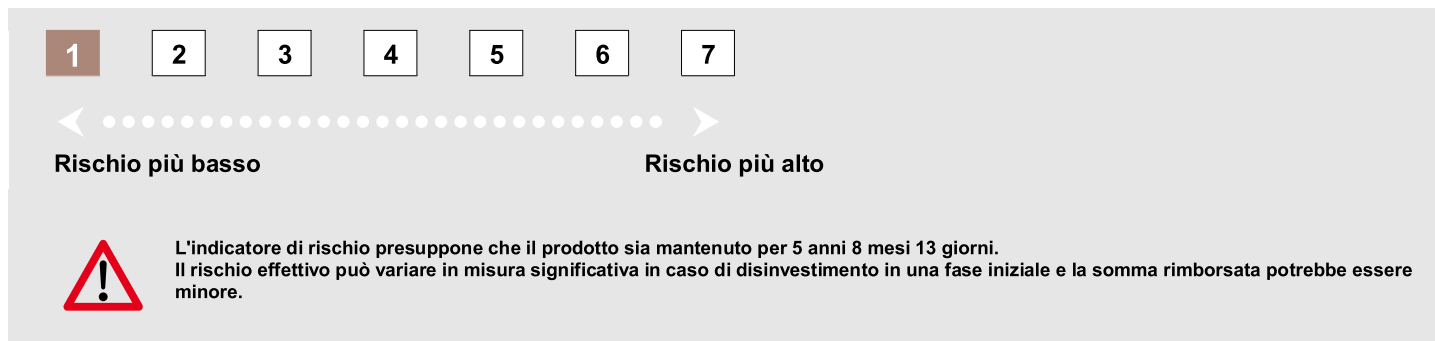 1 2 3 4 5 6 7
Rischio più basso Rischio più alto
L'indicatore di rischio presuppone che il prodotto sia mantenuto per 5 anni 8 mesi 13 giorni.
Il rischio effettivo può variare in misura significativa in caso di disinvestimento in una fase iniziale e la somma rimborsata potrebbe essere
minore.